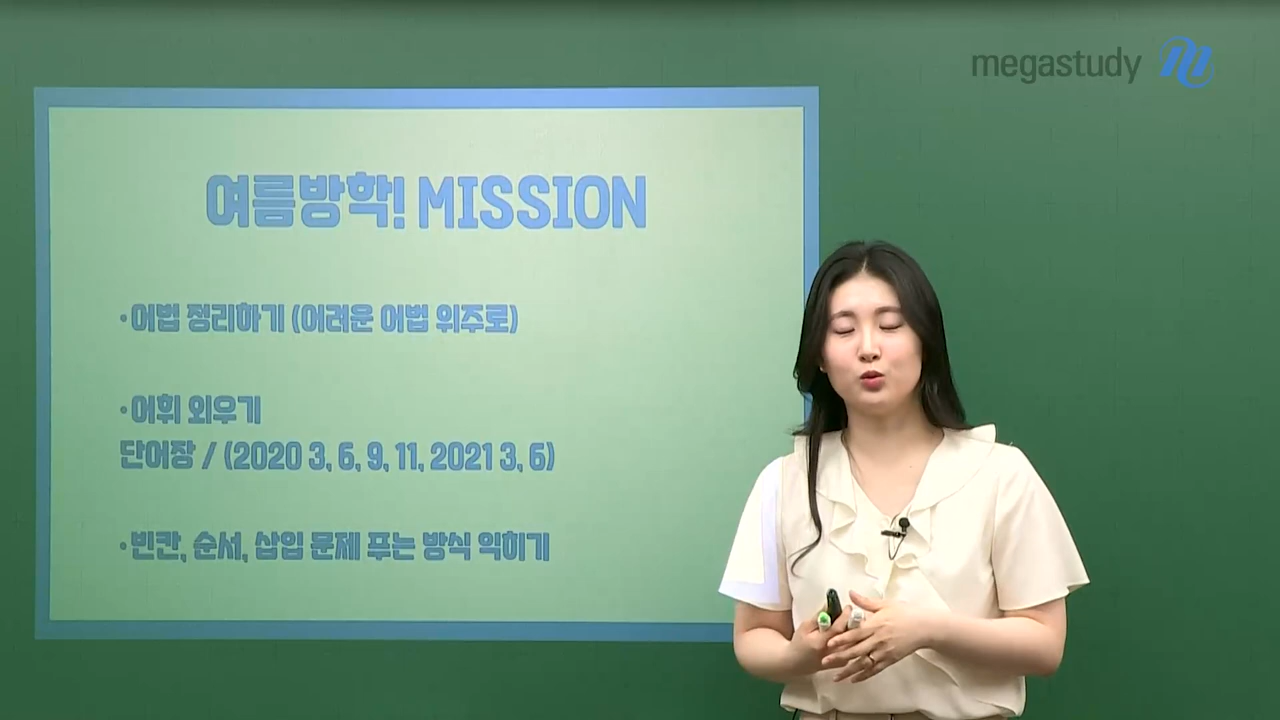 megastudy
여름방학! MISSION
·어법 정리하기 (어려운 어법 위주로)
·어휘 외우기
단어장 / (2020 3, 6, 9, 11, 2021 3, 6)
·빈칸, 순서, 삽입 문제 푸는 방식 익히기